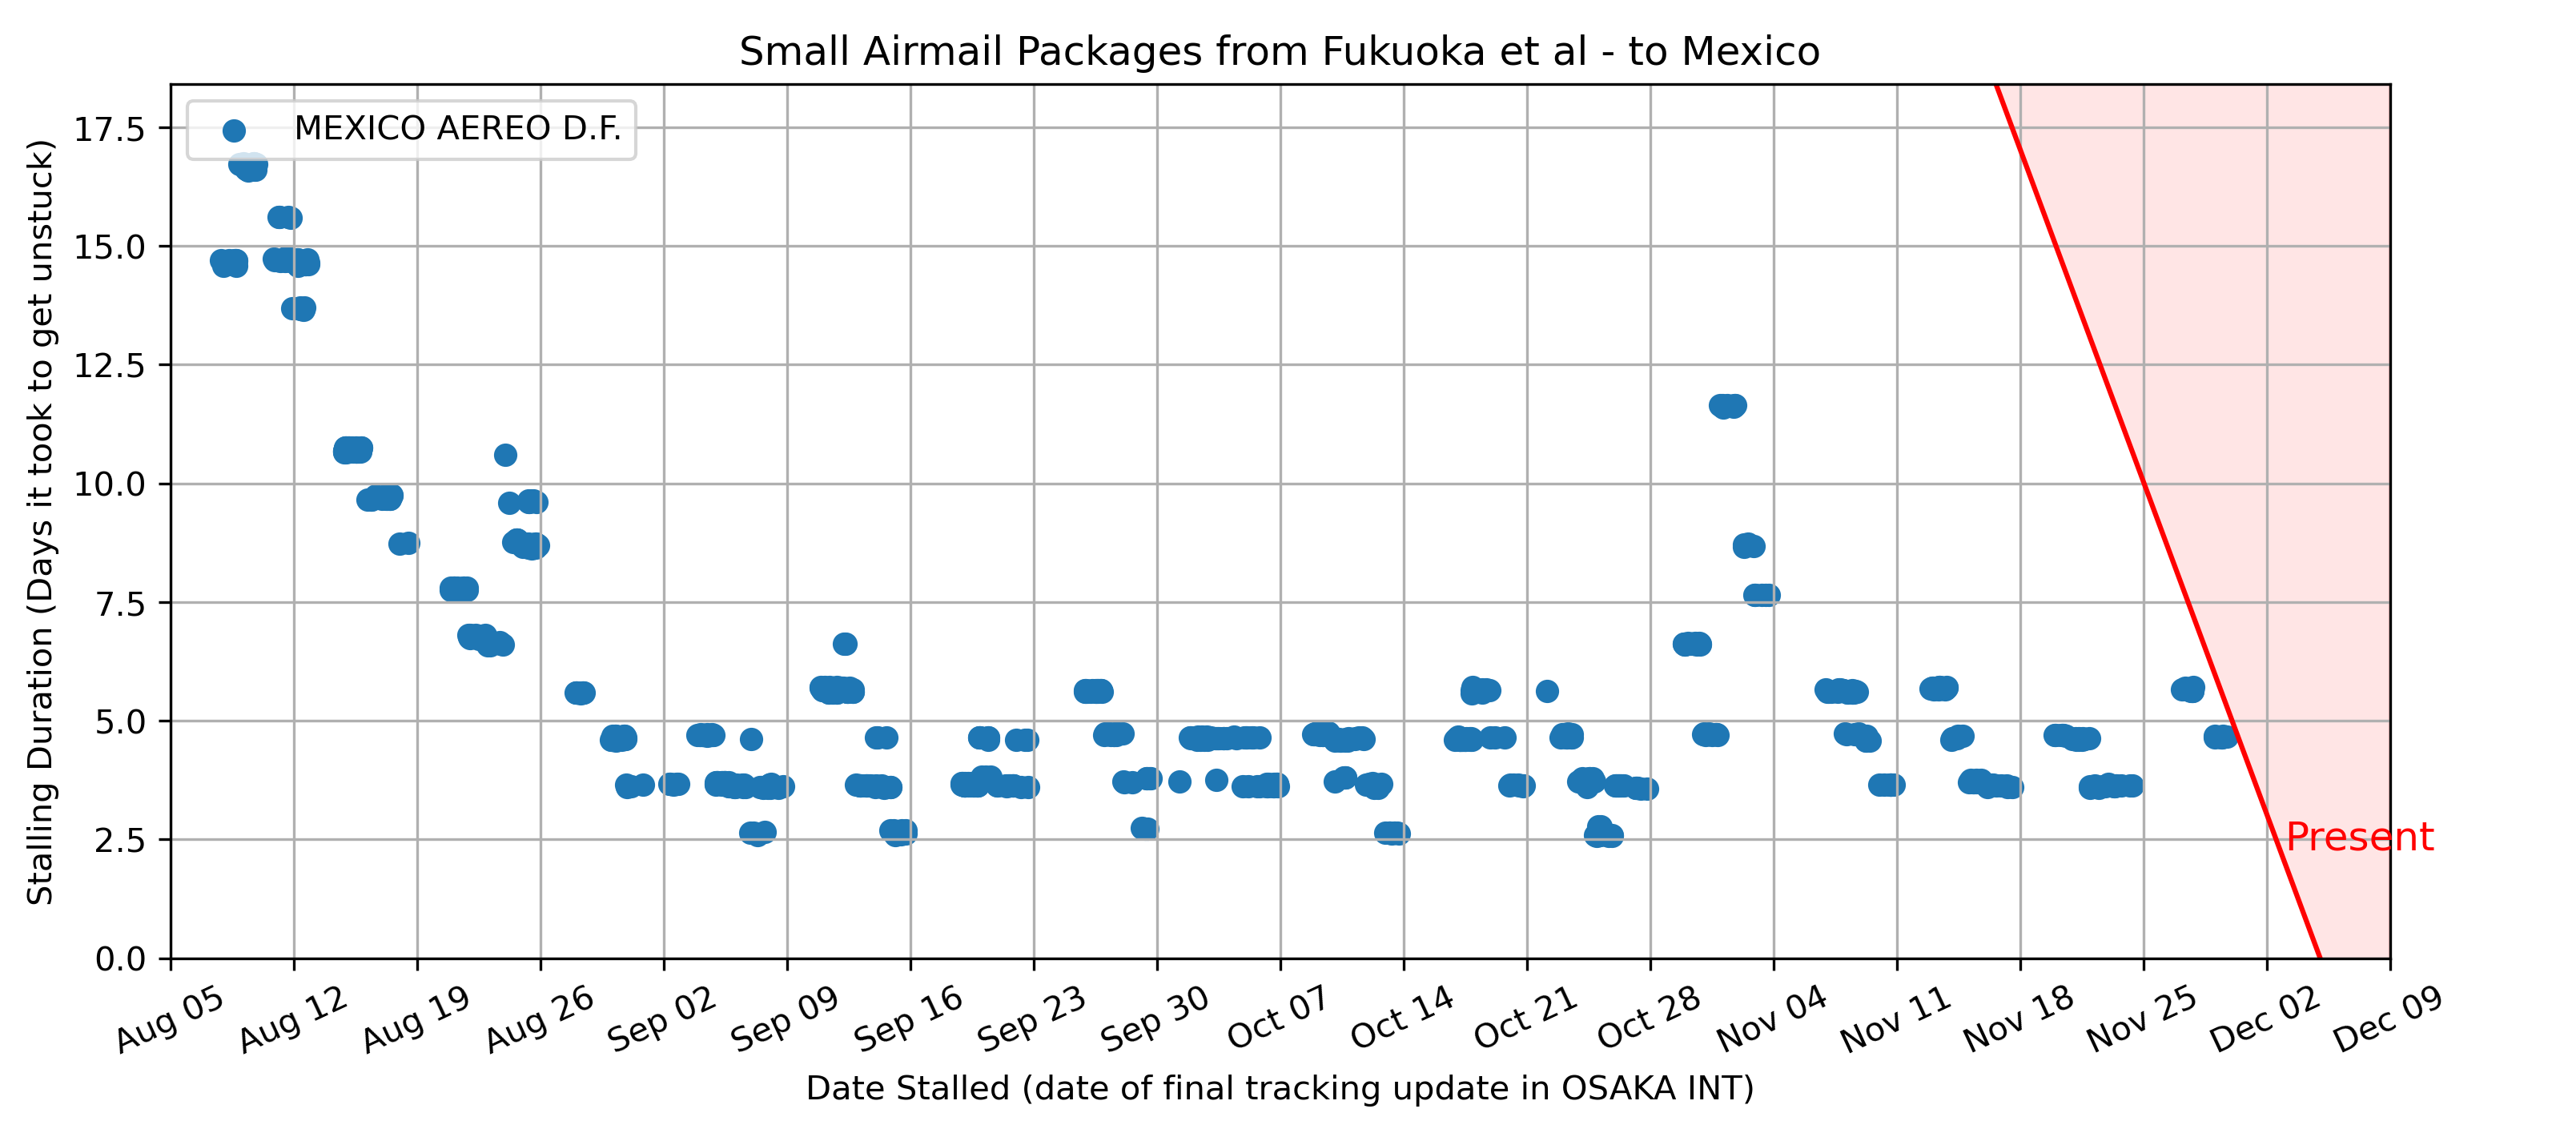 Small Airmail Packages from Fukuoka et al - to Mexico
MEXICO AEREO D.F.
Stalling Duration (Days it took to get unstuck)
17.5
15.0
12.5
10.0
7.5
5.0
2.5
0.0
Present
Aug 05
Aug 12
Aug 19
Aug 26
Sep 02
Sep 09
Sep 16
Sep 23
Sep 30
Oct 07
Oct 14
Oct 21
Oct 28
Nov 04
Nov 11
Nov 18
Nov 25
Dec 02
Dec 09
Date Stalled (date of final tracking update in OSAKA INT)